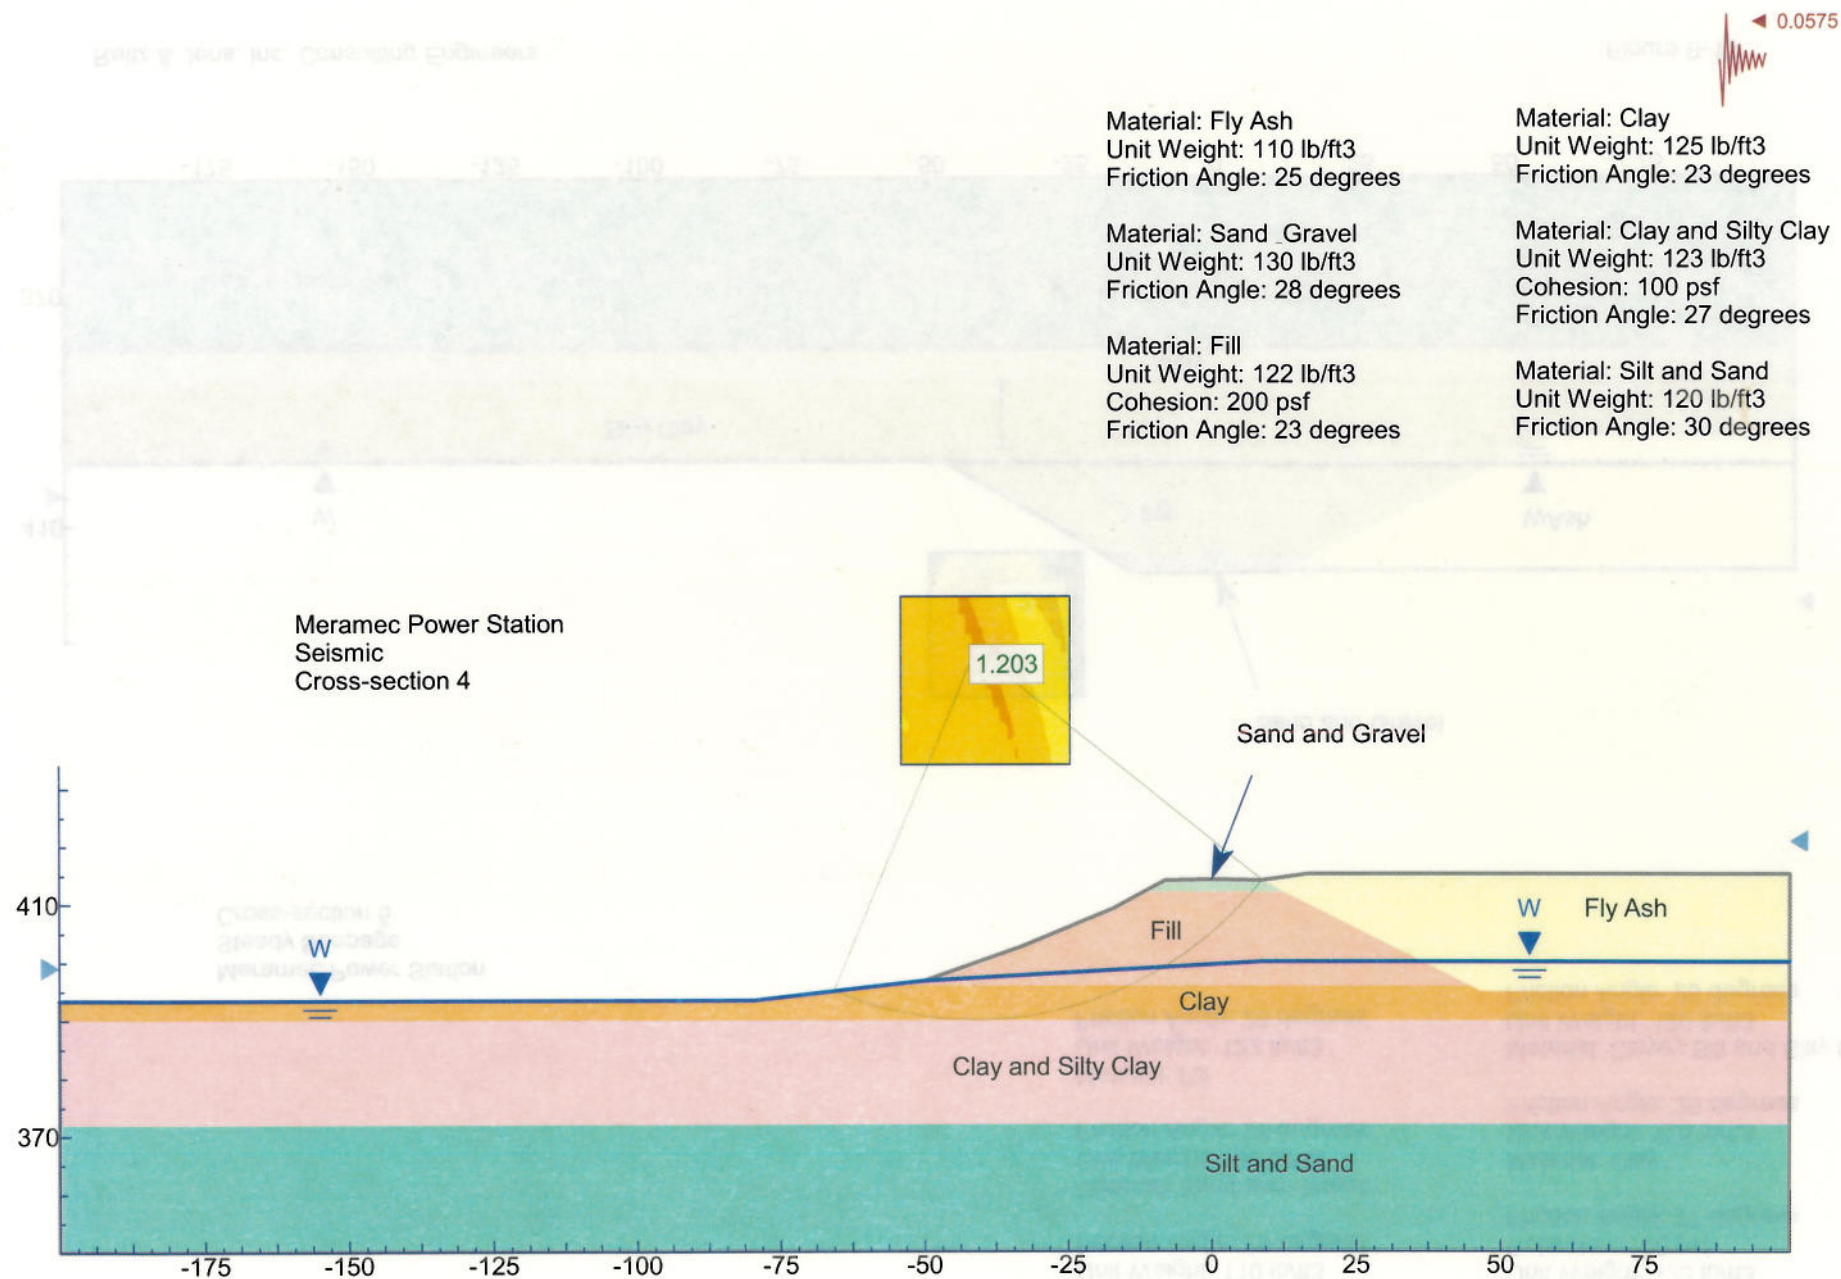 0.0575
Material: Fly Ash
Unit Weight: 110 lb/ft3
Friction Angle: 25 degrees
Material: Sand _Gravel
Unit Weight: 130 lb/ft3
Friction Angle: 28 degrees
Material: Fill
Unit Weight: 122 lb/ft3
Cohesion: 200 psf
Friction Angle: 23 degrees
Material: Clay
Unit Weight: 125 lb/ft3
Friction Angle: 23 degrees
Material: Clay and Silty Clay
Unit Weight: 123 lb/ft3
Cohesion: 100 psf
Friction Angle: 27 degrees
Material: Silt and Sand
Unit Weight: 120 lb/ft3
Friction Angle: 30 degrees
Meramec Power Station
Seismic
Cross-section 4
1.203
Sand and Gravel
410
W
Fill
W
Fly Ash
Clay
Clay and Silty Clay
370
Silt and Sand
-175 -150 -125 -100 -75 -50 -25 0 25 50 75